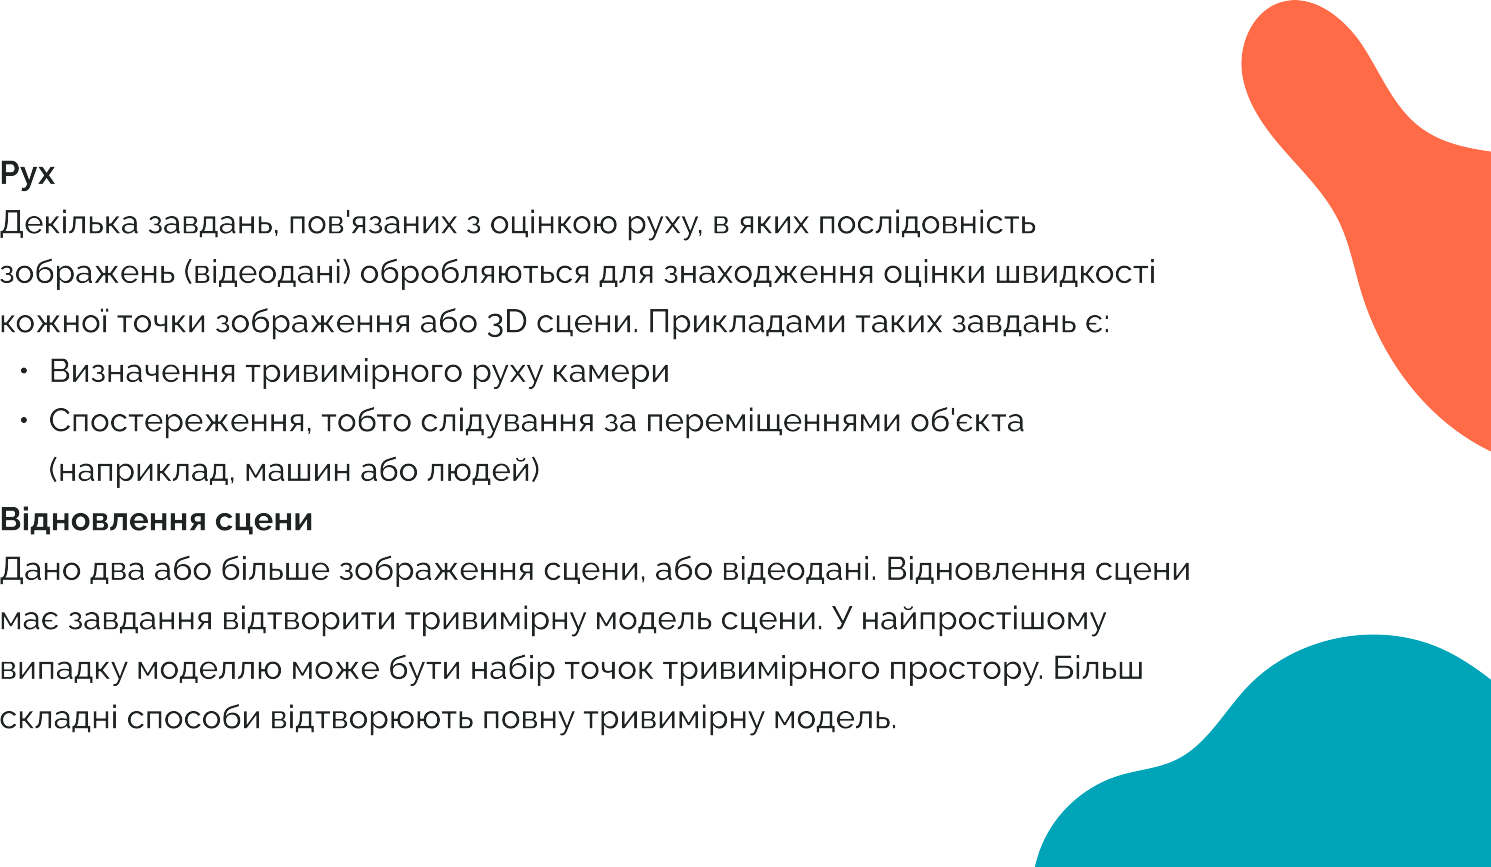 Рух
Декілька завдань, пов'язаних з оцінкою руху, в яких послідовність
зображень (відеодані) обробляються для знаходження оцінки швидкості
кожної точки зображення або 3D сцени. Прикладами таких завдань є:
• Визначення тривимірного руху камери
• Спостереження, тобто слідування за переміщеннями об'єкта
(наприклад, машин або людей)
Відновлення сцени
Дано два або більше зображення сцени, або відеодані. Відновлення сцени
має завдання відтворити тривимірну модель сцени. У найпростішому
випадку моделлю може бути набір точок тривимірного простору. Більш
складні способи відтворюють повну тривимірну модель.